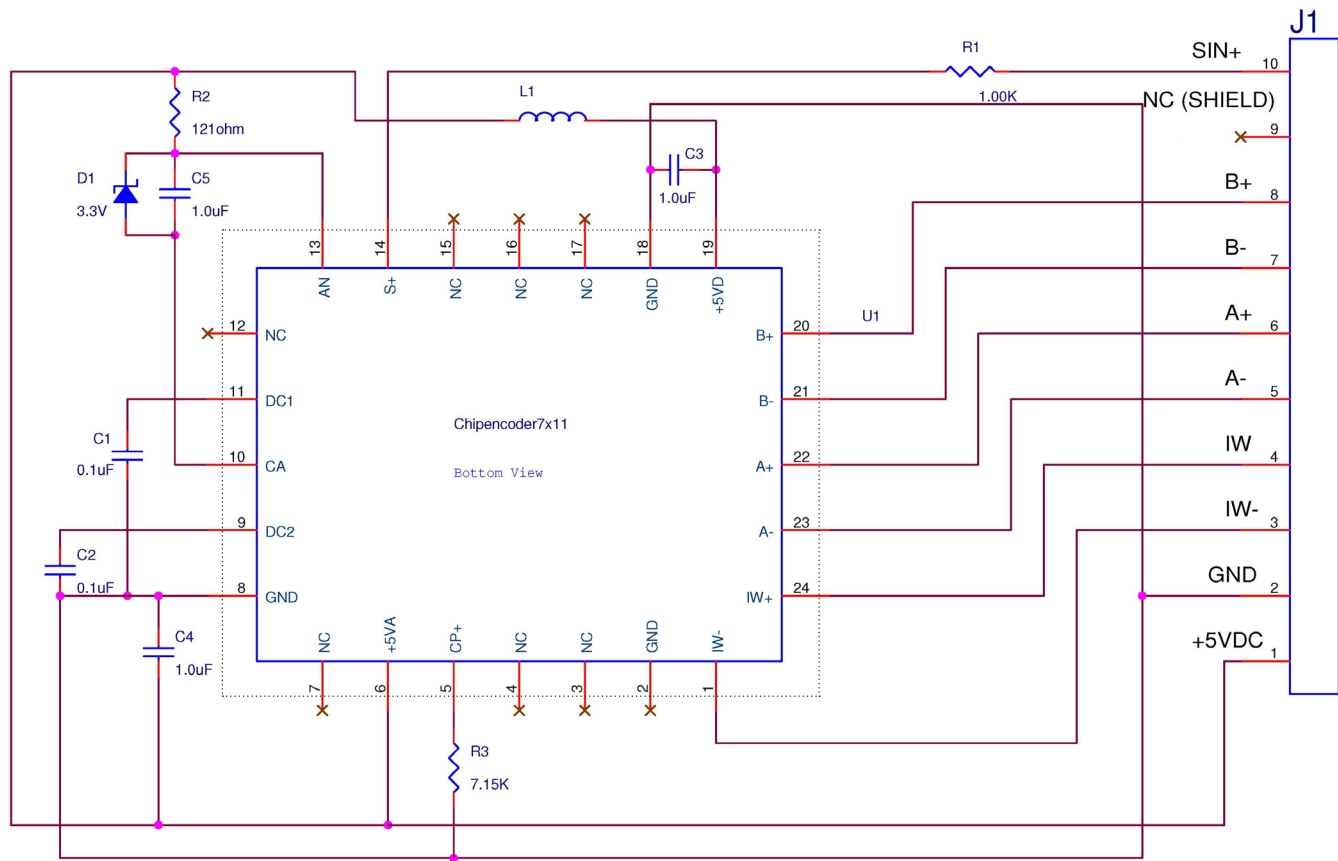 J1
R1
SIN+
10
L1
1.00K
NC (SHIELD)
9
R2
121ohm
C3
1.0uF
D1
3.3V
C5
1.0uF
B+
8
B-
7
13
14
15
16
17
18
19
AN
S+
NC
NC
NC
GND
+5VD
U1
A+
6
12
NC
B+
20
11
DC1
B-
21
A-
5
C1
0.1uF
Chipencoder7x11
Bottom View
10
CA
A+
22
IW
4
9
DC2
A-
23
IW-
3
C2
0.1uF
8
GND
IW+
24
GND
2
C4
1.0uF
NC
+5VA
CP+
NC
NC
GND
IW-
7
6
5
4
3
2
1
+5VDC
1
R3
7.15K